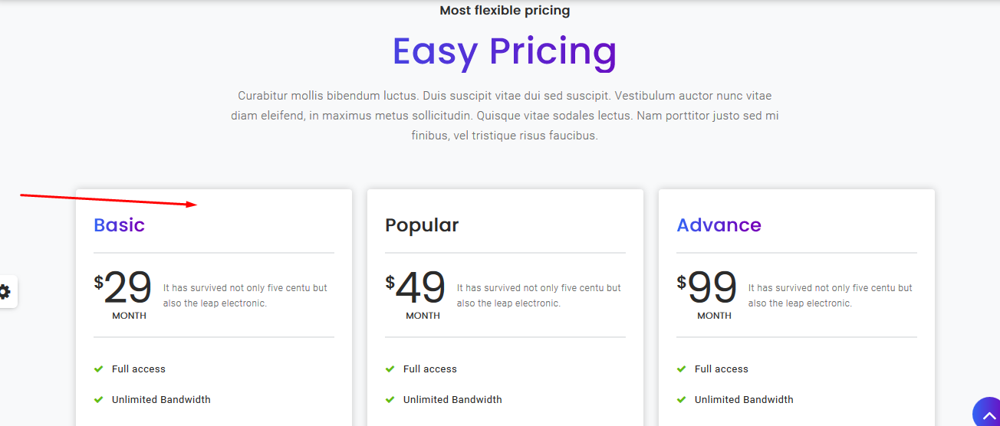 Most flexible pricing
Easy Pricing
Curabitur mollis bibendum luctus. Duis suscipit vitae dui sed suscipit. Vestibulum auctor nunc vitae
diam eleifend, in maximus metus sollicitudin. Quisque vitae sodales lectus. Nam porttitor justo sed mi
finibus, vel tristique risus faucibus.
Basic
$29
MONTH
It has survived not only five centu but
also the leap electronic.
Full access
Unlimited Bandwidth
Popular
$49
MONTH
It has survived not only five centu but
also the leap electronic.
Full access
Unlimited Bandwidth
Advance
$99
MONTH
It has survived not only five centu but
also the leap electronic.
Full access
Unlimited Bandwidth